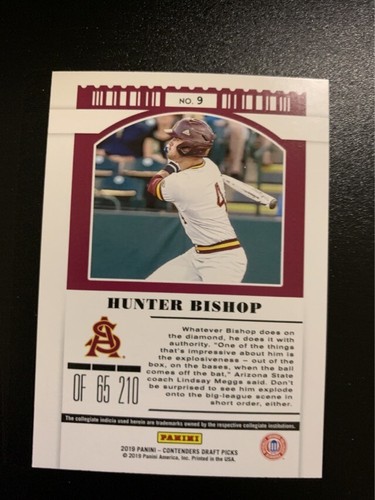 NO. 9
4
HUNTER BISHOP
Whatever Bishop does on
the diamond, he does it with
authority. "One of the things
that's impressive about him is
the explosiveness – out of the
box, on the bases, when the ball
comes off the bat," Arizona State
coach Lindsay Meggs said. Don't
be surprised to see him explode
onto the big-league scene in
short order, either.
AS
OF 65 210
The collegiate indicia used herein are trademarks owned by the respective collegiate institutions.
PANINI
2019 PANINI – CONTENDERS DRAFT PICKS
© 2019 Panini America, Inc. Printed in the USA.